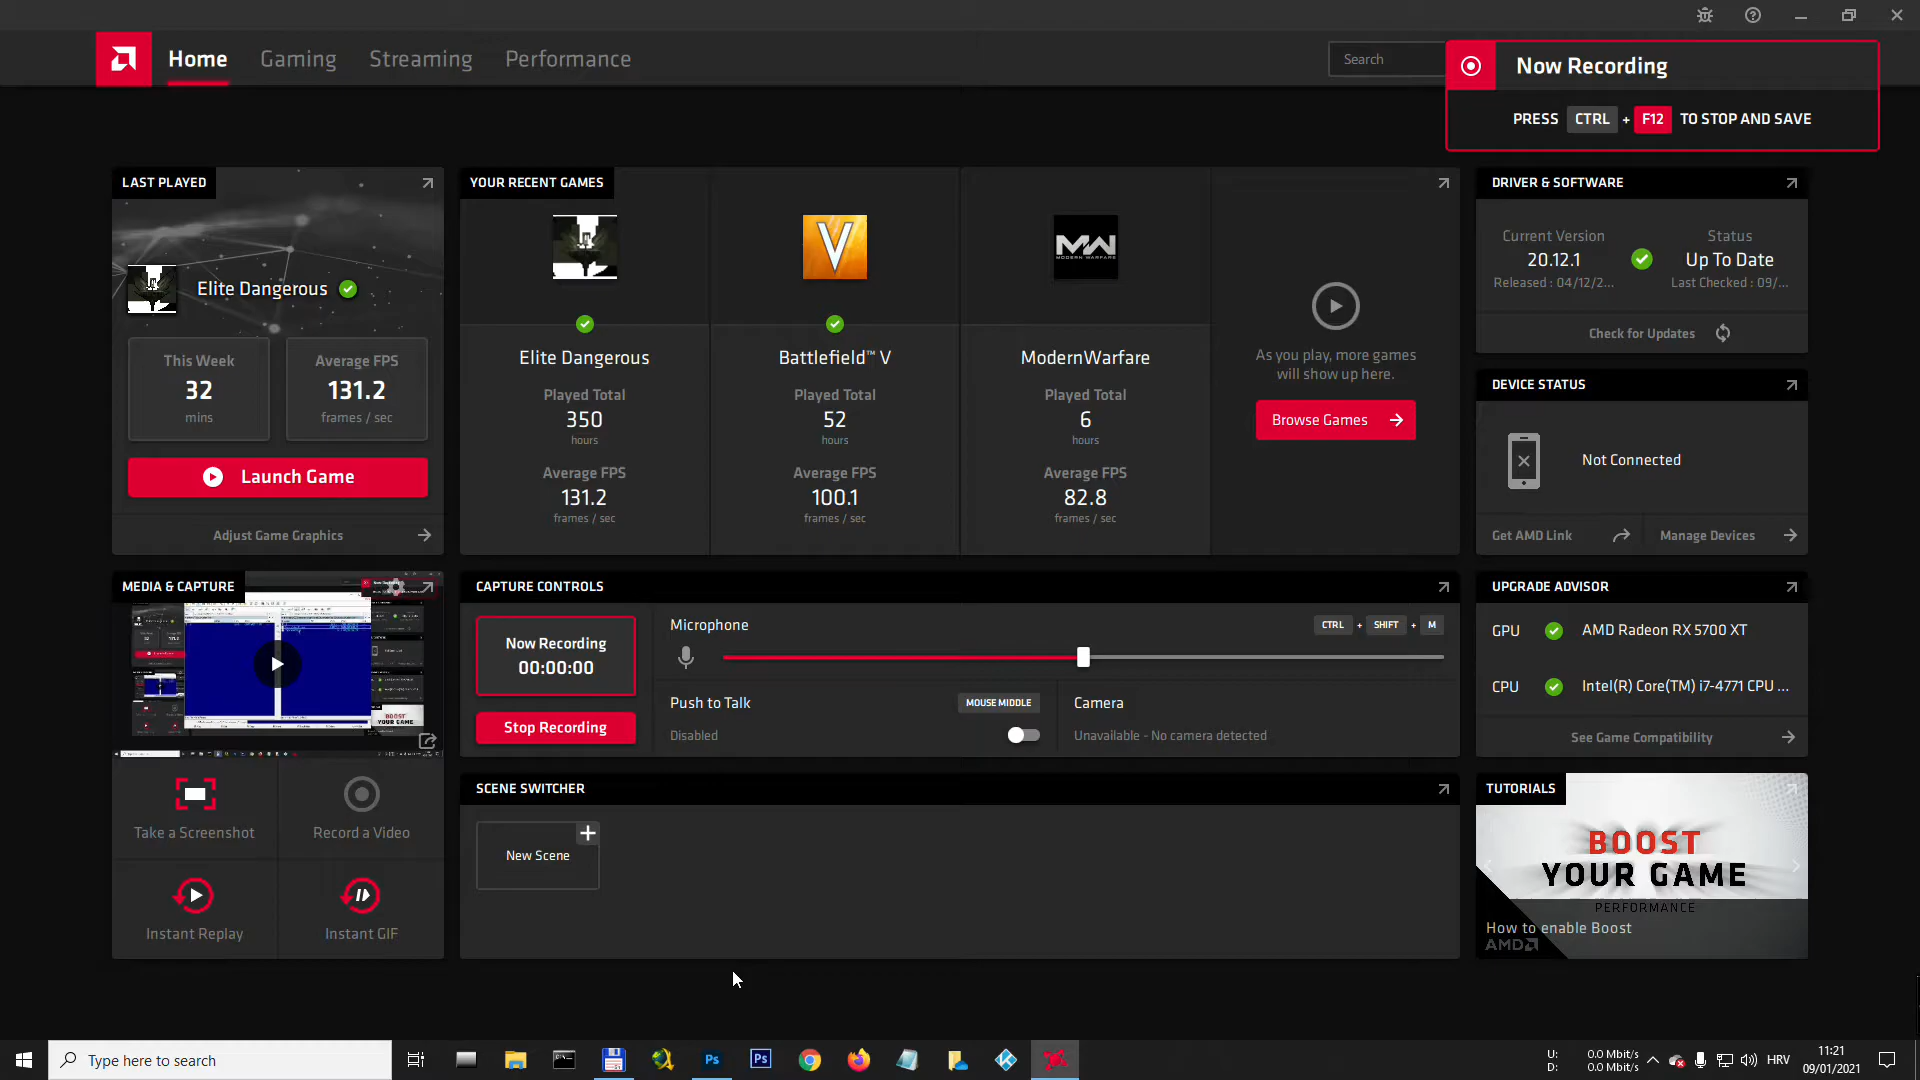 Home
Gaming
Streaming
Performance
Search
Now Recording
PRESS CTRL + F12 TO STOP AND SAVE
LAST PLAYED
Elite Dangerous
This Week
32
mins
Average FPS
131.2
frames / sec
Launch Game
Adjust Game Graphics
YOUR RECENT GAMES
V
MW
MODERN WARFARE
Elite Dangerous
Played Total
350
hours
Average FPS
131.2
frames / sec
Battlefield™ V
Played Total
52
hours
Average FPS
100.1
frames / sec
ModernWarfare
Played Total
6
hours
Average FPS
82.8
frames / sec
As you play, more games
will show up here.
Browse Games
DRIVER & SOFTWARE
Current Version
20.12.1
Released : 04/12/2...
Status
Up To Date
Last Checked : 09/...
Check for Updates
DEVICE STATUS
Not Connected
Get AMD Link
Manage Devices
MEDIA & CAPTURE
BOOST
YOUR GAME
Take a Screenshot
Record a Video
Instant Replay
Instant GIF
CAPTURE CONTROLS
Now Recording
00:00:00
Stop Recording
Microphone
CTRL + SHIFT + M
Push to Talk
MOUSE MIDDLE
Disabled
Camera
Unavailable - No camera detected
SCENE SWITCHER
New Scene
UPGRADE ADVISOR
GPU
AMD Radeon RX 5700 XT
CPU
Intel(R) Core(TM) i7-4771 CPU ...
See Game Compatibility
TUTORIALS
BOOST
YOUR GAME
PERFORMANCE
How to enable Boost
AMD
Type here to search
Ps
Ps
U: 0.0 Mbit/s
D: 0.0 Mbit/s
HRV
11:21
09/01/2021